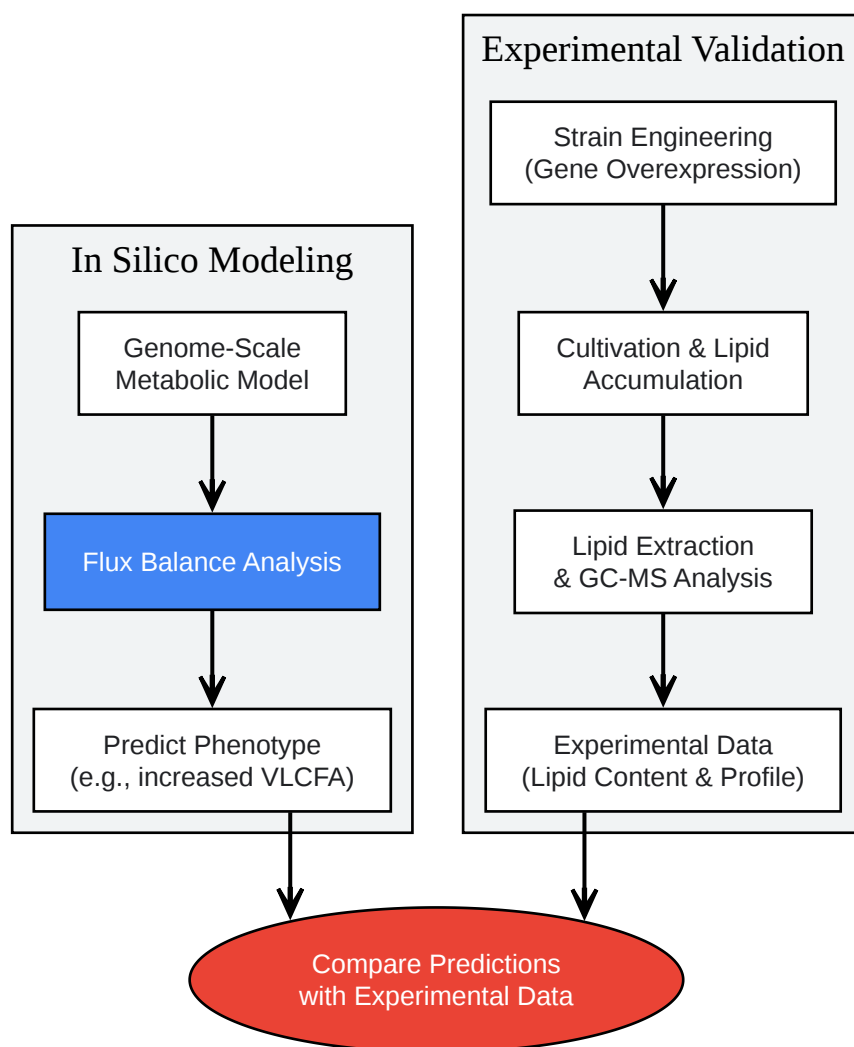 In Silico Modeling
Genome-Scale
Metabolic Model
Flux Balance Analysis
Predict Phenotype
(e.g., increased VLCFA)
Experimental Validation
Strain Engineering
(Gene Overexpression)
Cultivation & Lipid
Accumulation
Lipid Extraction
& GC-MS Analysis
Experimental Data
(Lipid Content & Profile)
Compare Predictions
with Experimental Data